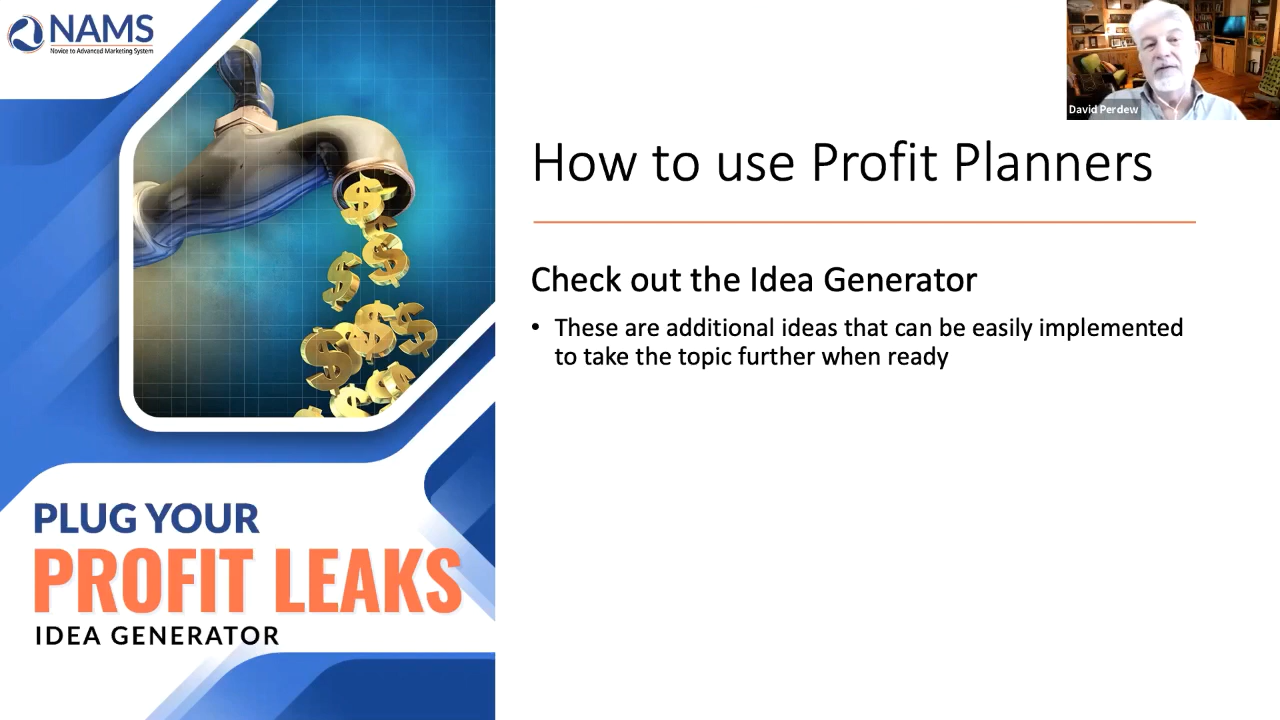 NAMS
Novice to Advanced Marketing System
David Perdew
How to use Profit Planners
Check out the Idea Generator
• These are additional ideas that can be easily implemented
to take the topic further when ready
PLUG YOUR
PROFIT LEAKS
IDEA GENERATOR